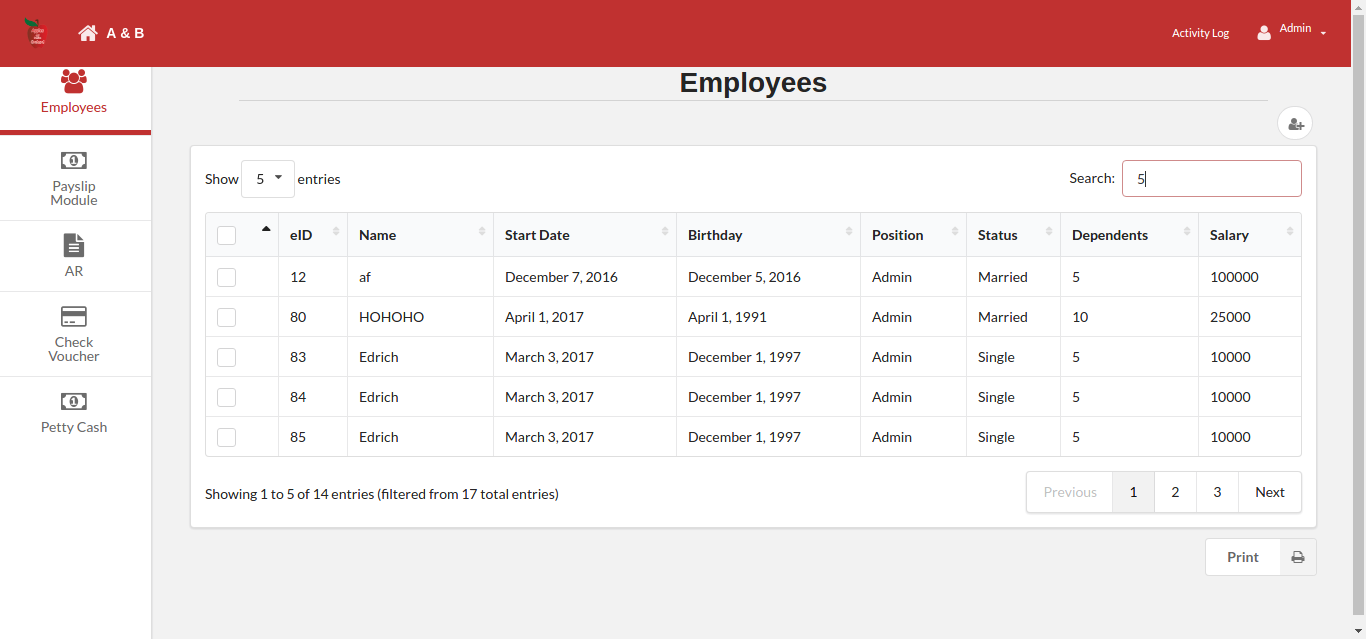 A & B
Activity Log
Admin
Employees
Employees
Payslip
Module
AR
Check
Voucher
Petty Cash
Show 5 entries
Search: 5
eID Name Start Date Birthday Position Status Dependents Salary
12 af December 7, 2016 December 5, 2016 Admin Married 5 100000
80 HOHOHO April 1, 2017 April 1, 1991 Admin Married 10 25000
83 Edrich March 3, 2017 December 1, 1997 Admin Single 5 10000
84 Edrich March 3, 2017 December 1, 1997 Admin Single 5 10000
85 Edrich March 3, 2017 December 1, 1997 Admin Single 5 10000
Showing 1 to 5 of 14 entries (filtered from 17 total entries)
Previous 1 2 3 Next
Print